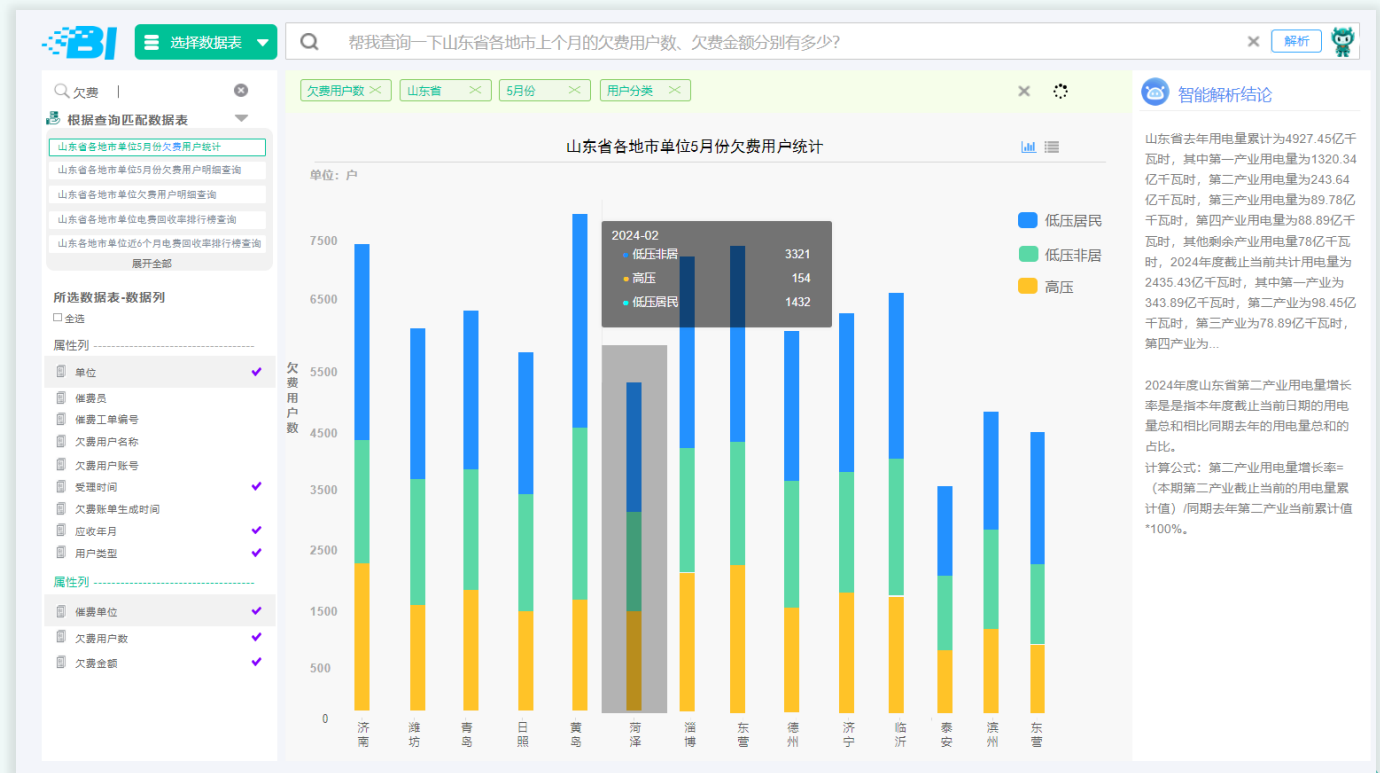 BI
选择数据表
帮我查询一下山东省各地市上个月的欠费用户数、欠费金额分别有多少?
解析
欠费
根据查询匹配数据表
山东省各地市单位5月份欠费用户统计
山东省各地市单位5月份欠费用户明细查询
山东省各地市单位欠费用户明细查询
山东省各地市单位电费回收率排行榜查询
山东各地市单位近6个月电费回收率排行榜查询
展开全部
所选数据表-数据列
全选
属性列
单位
催费员
催费工单编号
欠费用户名称
欠费用户账号
受理时间
欠费账单生成时间
应收年月
用户类型
属性列
催费单位
欠费用户数
欠费金额
欠费用户数
山东省
5月份
用户分类
山东省各地市单位5月份欠费用户统计
单位：户
欠费用户数
7500
6500
5500
4500
3500
2500
1500
500
0
2024-02
低压非居 3321
高压 154
低压居民 1432
低压居民
低压非居
高压
济南
潍坊
青岛
日照
黄岛
菏泽
淄博
东营
德州
济宁
临沂
泰安
滨州
东营
智能解析结论
山东省去年用电量累计为4927.45亿千
瓦时，其中第一产业用电量为1320.34
亿千瓦时，第二产业用电量为243.64
亿千瓦时，第三产业用电量为89.78亿
千瓦时，第四产业用电量为88.89亿千
瓦时，其他剩余产业用电量78亿千瓦
时，2024年度截止当前共计用电量为
2435.43亿千瓦时，其中第一产业为
343.89亿千瓦时，第二产业为98.45亿
千瓦时，第三产业为78.89亿千瓦时，
第四产业为...
2024年度山东省第二产业用电量增长
率是是指本年度截止当前日期的用电
量总和相比同期去年的用电量总和的
占比。
计算公式：第二产业用电量增长率=
（本期第二产业截止当前的用电量累
计值）/同期去年第二产业当前累计值
*100%。